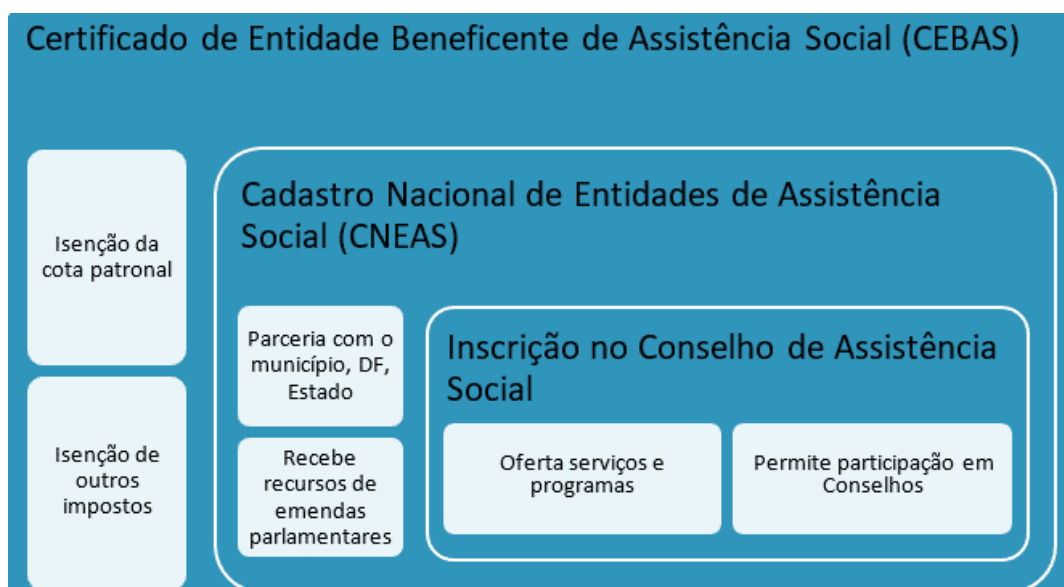 Certificado de Entidade Beneficente de Assistência Social (CEBAS)
Isenção da
cota patronal
Isenção de
outros
impostos
Cadastro Nacional de Entidades de Assistência
Social (CNEAS)
Parceria com o
município, DF,
Estado
Recebe
recursos de
emendas
parlamentares
Inscrição no Conselho de Assistência
Social
Oferta serviços e
programas
Permite participação em
Conselhos